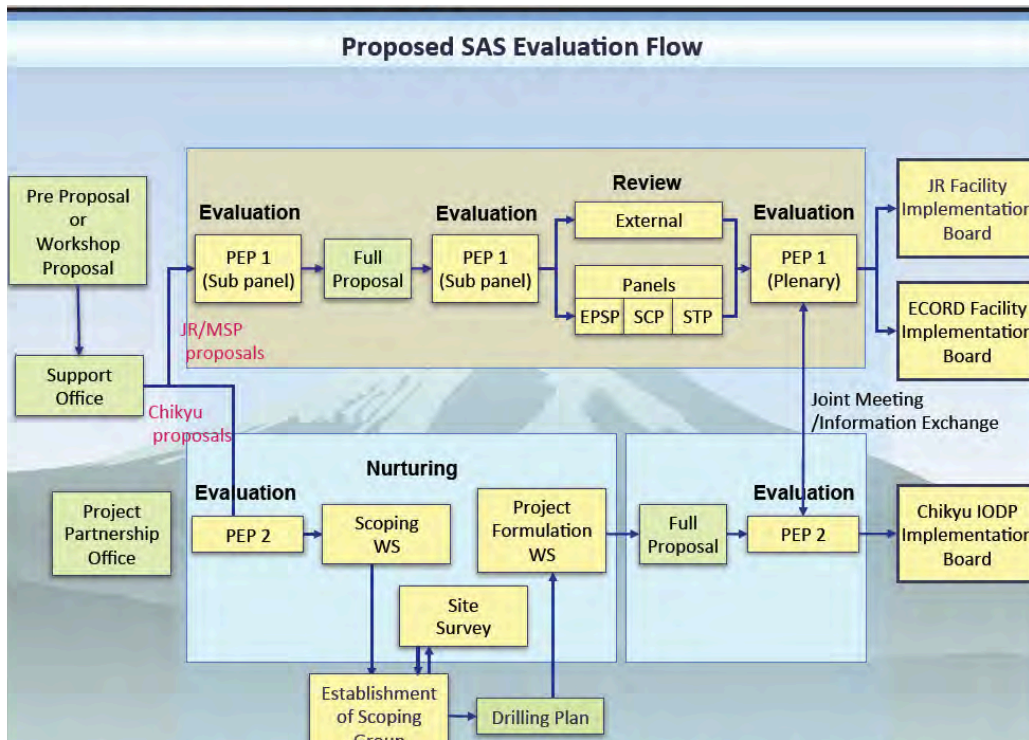 Proposed SAS Evaluation Flow
Pre Proposal
or
Workshop
Proposal
Support
Office
JR/MSP
proposals
Chikyu
proposals
Evaluation
PEP 1
(Sub panel)
Full
Proposal
Evaluation
PEP 1
(Sub panel)
Review
External
Panels
EPSP
SCP
STP
Evaluation
PEP 1
(Plenary)
JR Facility
Implementation
Board
ECORD Facility
Implementation
Board
Joint Meeting
/Information Exchange
Project
Partnership
Office
Nurturing
Evaluation
PEP 2
Scoping
WS
Site
Survey
Establishment
of Scoping
Group
Drilling Plan
Project
Formulation
WS
Full
Proposal
Evaluation
PEP 2
Chikyu IODP
Implementation
Board